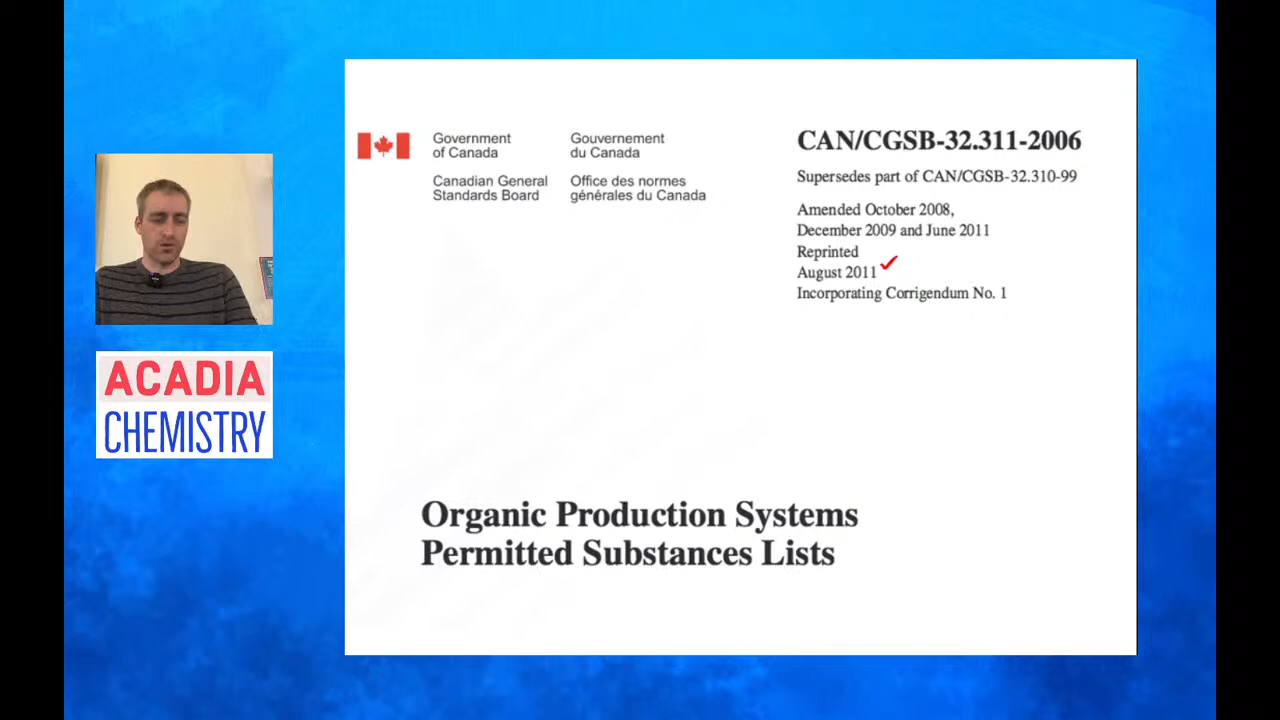 Government
of Canada
Gouvernement
du Canada
Canadian General
Standards Board
Office des normes
générales du Canada
CAN/CGSB-32.311-2006
Supersedes part of CAN/CGSB-32.310-99
Amended October 2008,
December 2009 and June 2011
Reprinted
August 2011
Incorporating Corrigendum No. 1
ACADIA
CHEMISTRY
Organic Production Systems
Permitted Substances Lists